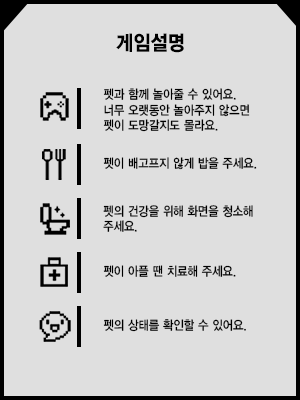 게임설명
펫과 함께 놀아줄 수 있어요.
너무 오랫동안 놀아주지 않으면
펫이 도망갈지도 몰라요.
펫이 배고프지 않게 밥을 주세요.
펫의 건강을 위해 화면을 청소해
주세요.
펫이 아플 땐 치료해 주세요.
펫의 상태를 확인할 수 있어요.